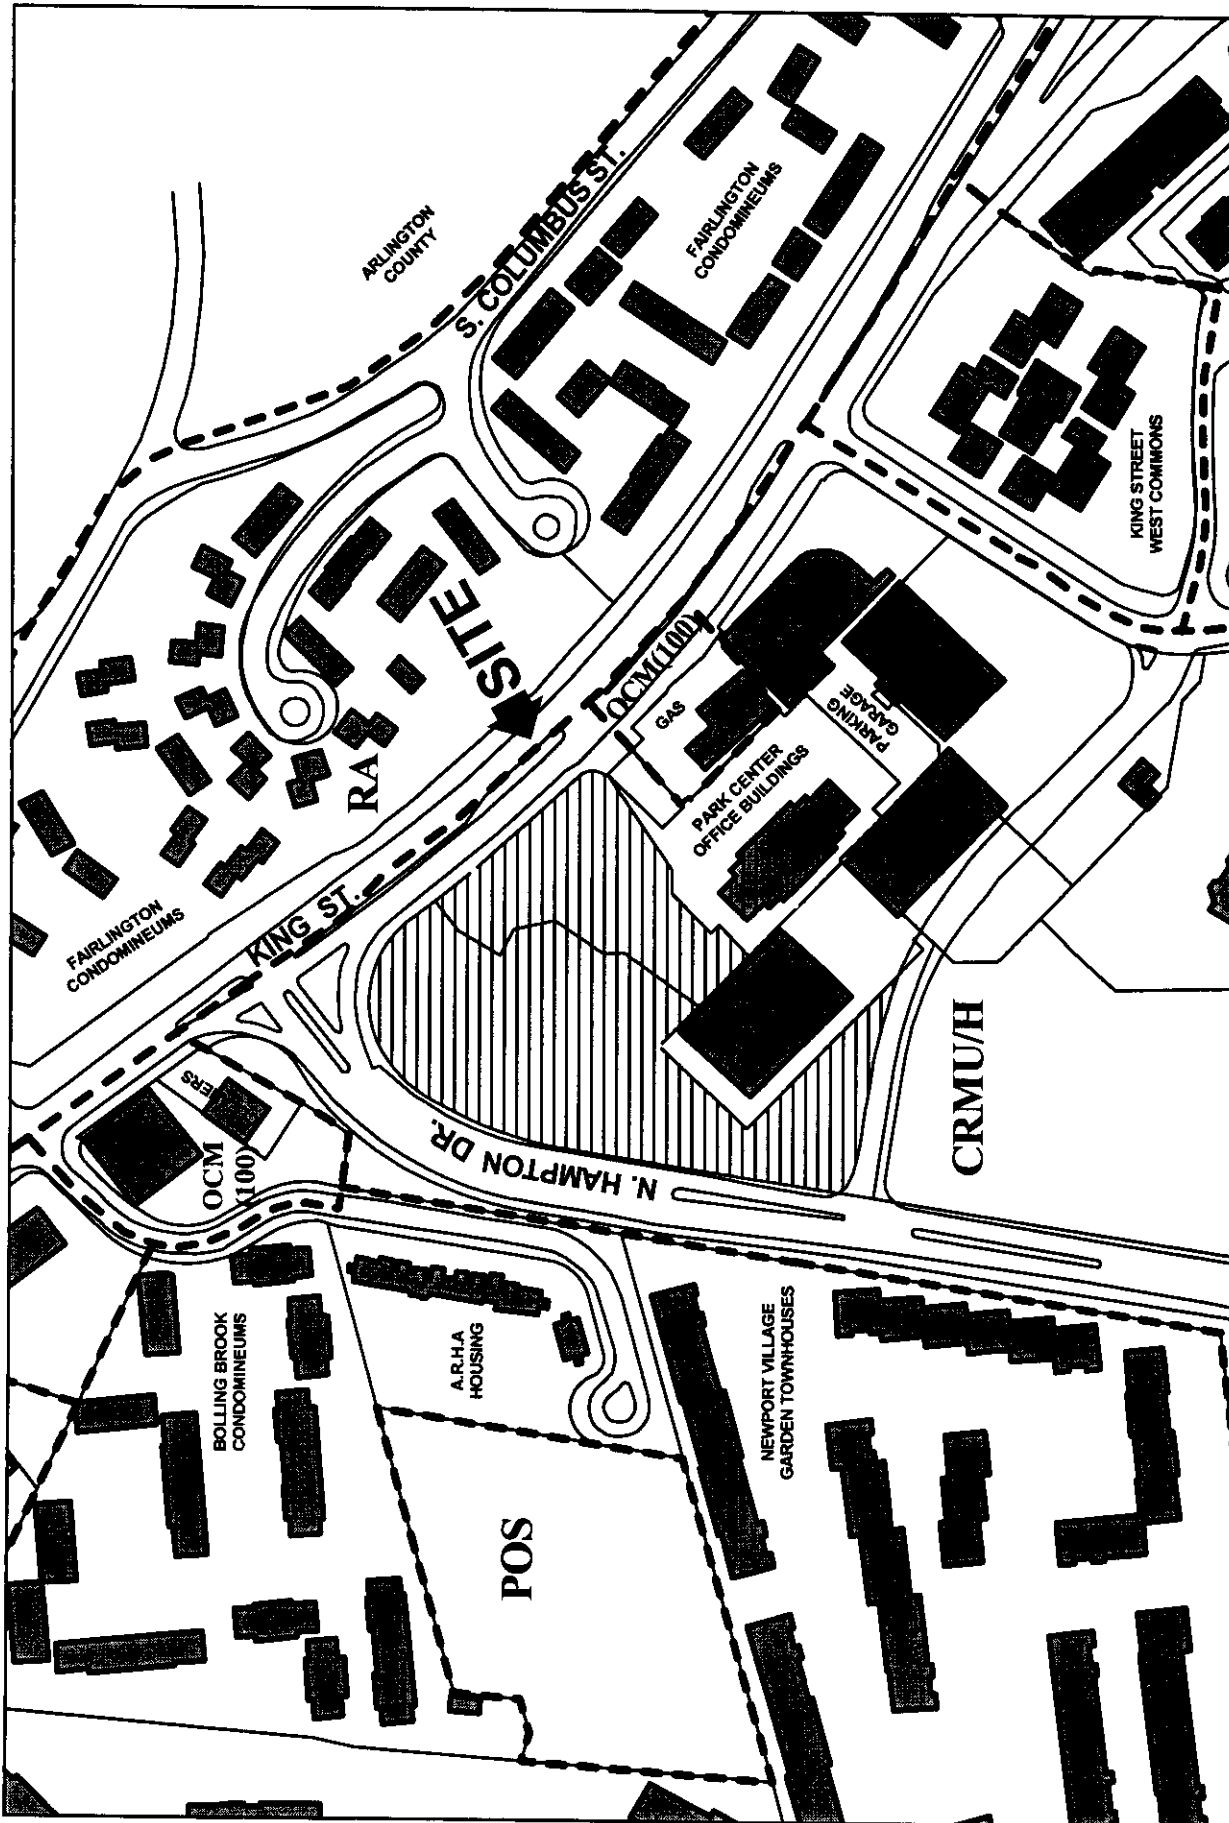 ARLINGTON
COUNTY
S. COLUMBUS ST.
FAIRLINGTON
CONDOMINEUMS
SITE
RA
FAIRLINGTON
CONDOMINEUMS
KING ST.
OCM(100)
GAS
PARK CENTER
OFFICE BUILDINGS
PARKING
GARAGE
KING STREET
WEST COMMONS
OCM
(100)
N. HAMPTON DR.
CRMU/H
BOLLING BROOK
CONDOMINEUMS
A.R.H.A
HOUSING
POS
NEWPORT VILLAGE
GARDEN TOWNHOUSES